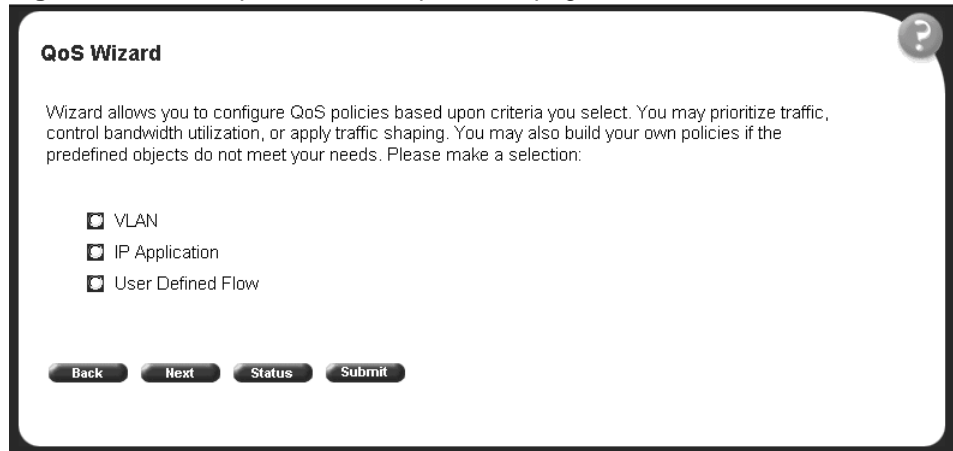 QoS Wizard
?
Wizard allows you to configure QoS policies based upon criteria you select. You may prioritize traffic,
control bandwidth utilization, or apply traffic shaping. You may also build your own policies if the
predefined objects do not meet your needs. Please make a selection:
VLAN
IP Application
User Defined Flow
Back Next Status Submit